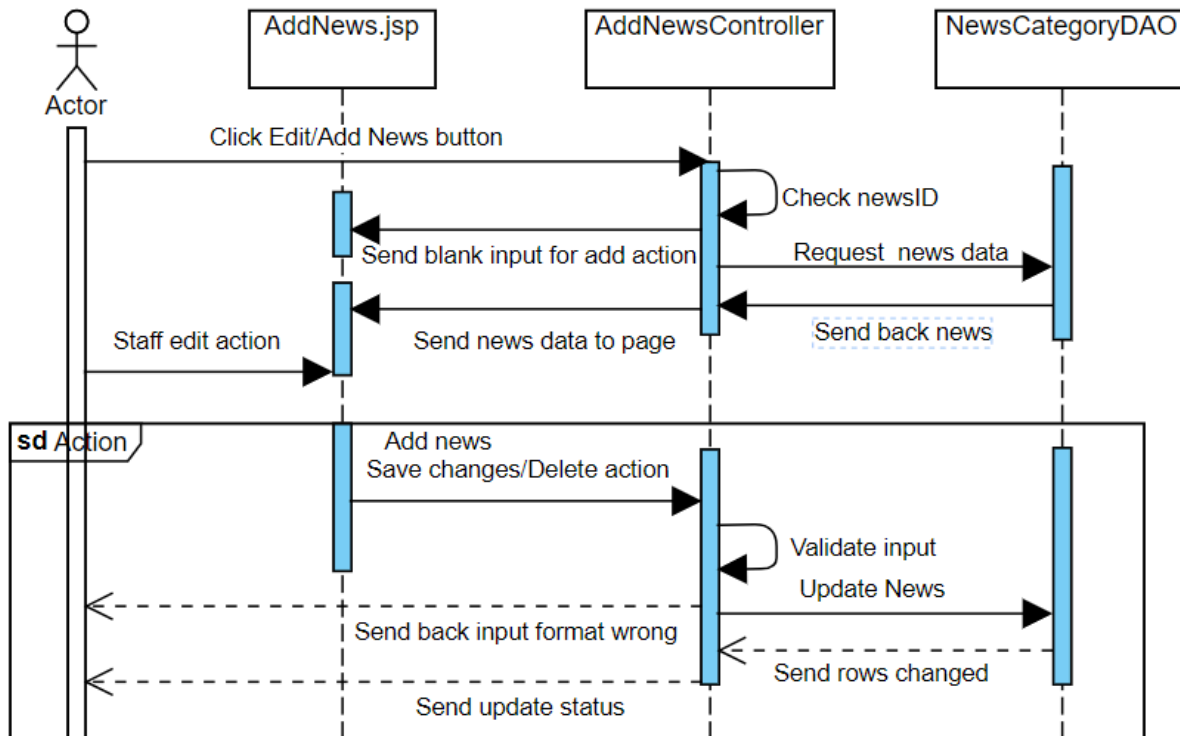 AddNews.jsp
AddNewsController
NewsCategoryDAO
Actor
Click Edit/Add News button
Check newsID
Send blank input for add action
Request news data
Send back news
Send news data to page
Staff edit action
sd Action
Add news
Save changes/Delete action
Validate input
Update News
Send back input format wrong
Send rows changed
Send update status